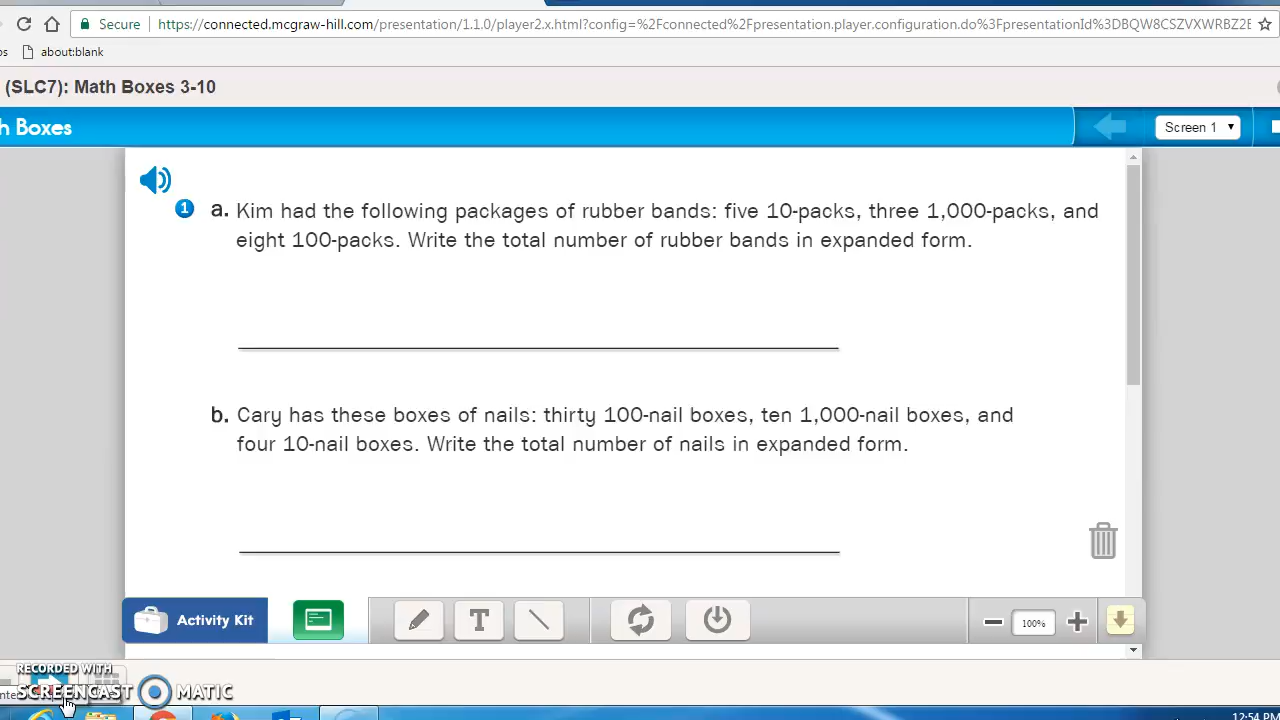 Secure
https://connected.mcgraw-hill.com/presentation/1.1.0/player2.x.html?config=%2Fconnected%2Fpresentation.player.configuration.do%3FpresentationId%3DBQW8CSZVXWRBZ2E
about:blank
(SLC7): Math Boxes 3-10
h Boxes
Screen 1
1 a. Kim had the following packages of rubber bands: five 10-packs, three 1,000-packs, and
eight 100-packs. Write the total number of rubber bands in expanded form.
b. Cary has these boxes of nails: thirty 100-nail boxes, ten 1,000-nail boxes, and
four 10-nail boxes. Write the total number of nails in expanded form.
Activity Kit
T
100%
RECORDED WITH
SCREENCAST MATIC
12:54 PM